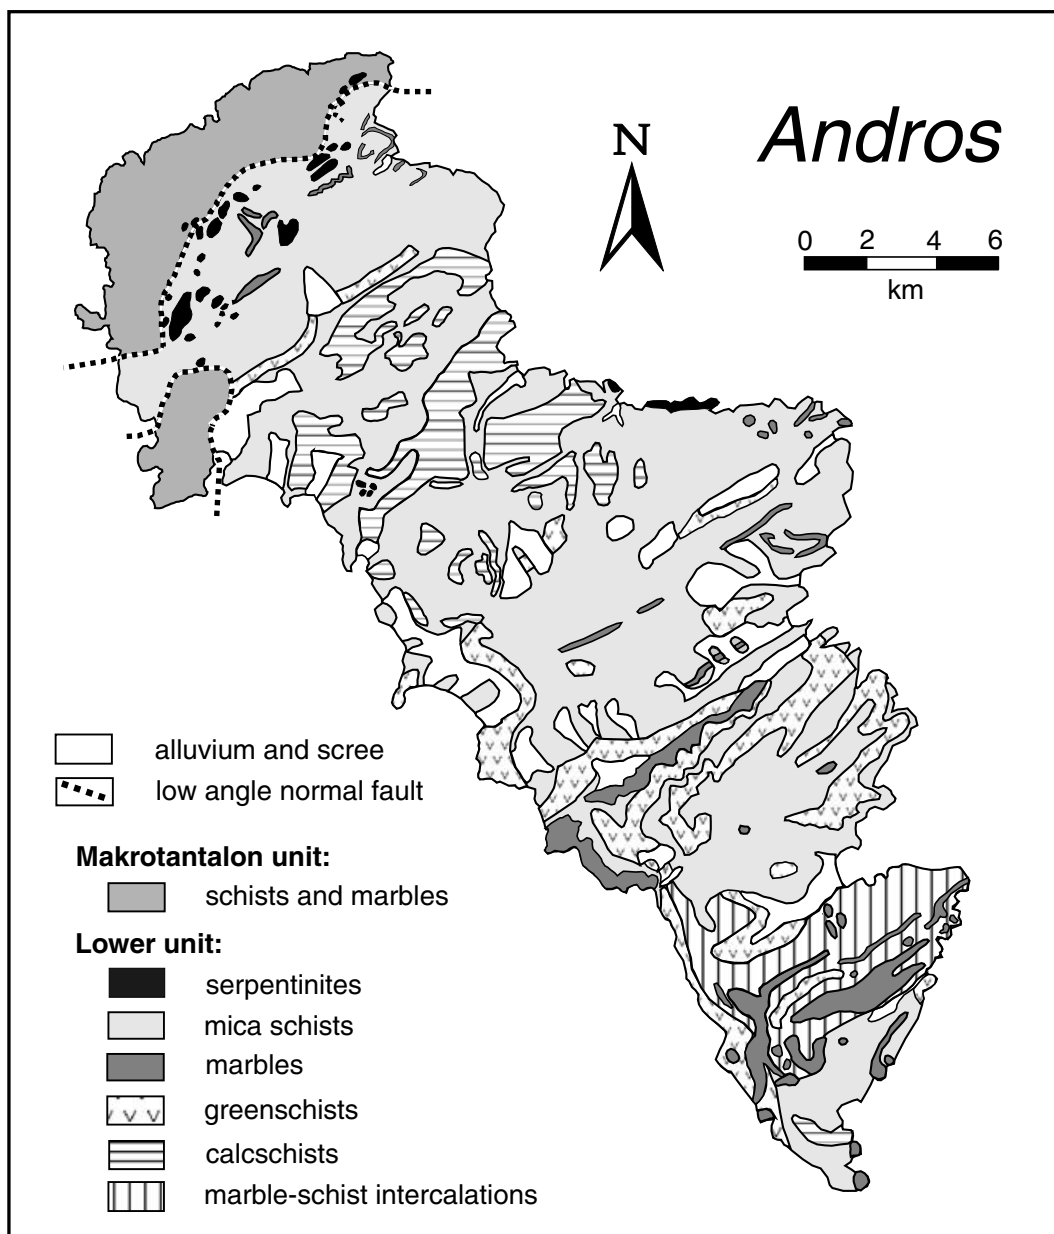 Andros
N
0 2 4 6
km
alluvium and scree
low angle normal fault
Makrotantalon unit:
schists and marbles
Lower unit:
serpentinites
mica schists
marbles
greenschists
calcschists
marble-schist intercalations